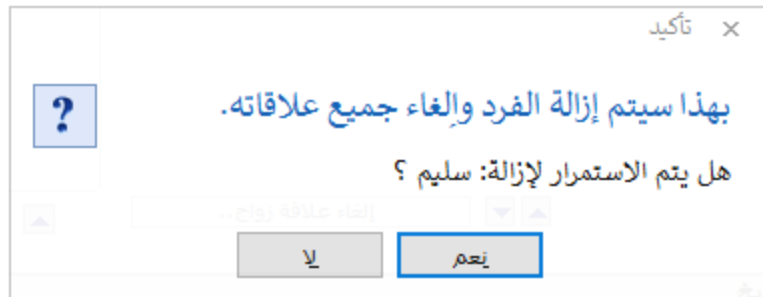 تأكيد
بهذا سيتم إزالة الفرد وإلغاء جميع علاقاته.
?
هل يتم الاستمرار لإزالة: سليم ؟
إلغاء علاقة زواج..
نعم
لا